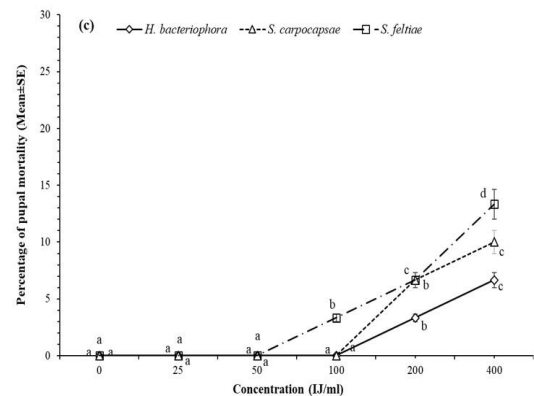 (c)
H. bacteriophora S. carpocapsae S. feltiae
Percentage of pupal mortality (Mean±SE)
30
25
20
15
10
5
0
d
c
c
c
b
b
b
a
a
a
a a
a a
a a
a a
0 25 50 100 200 400
Concentration (IJ/ml)